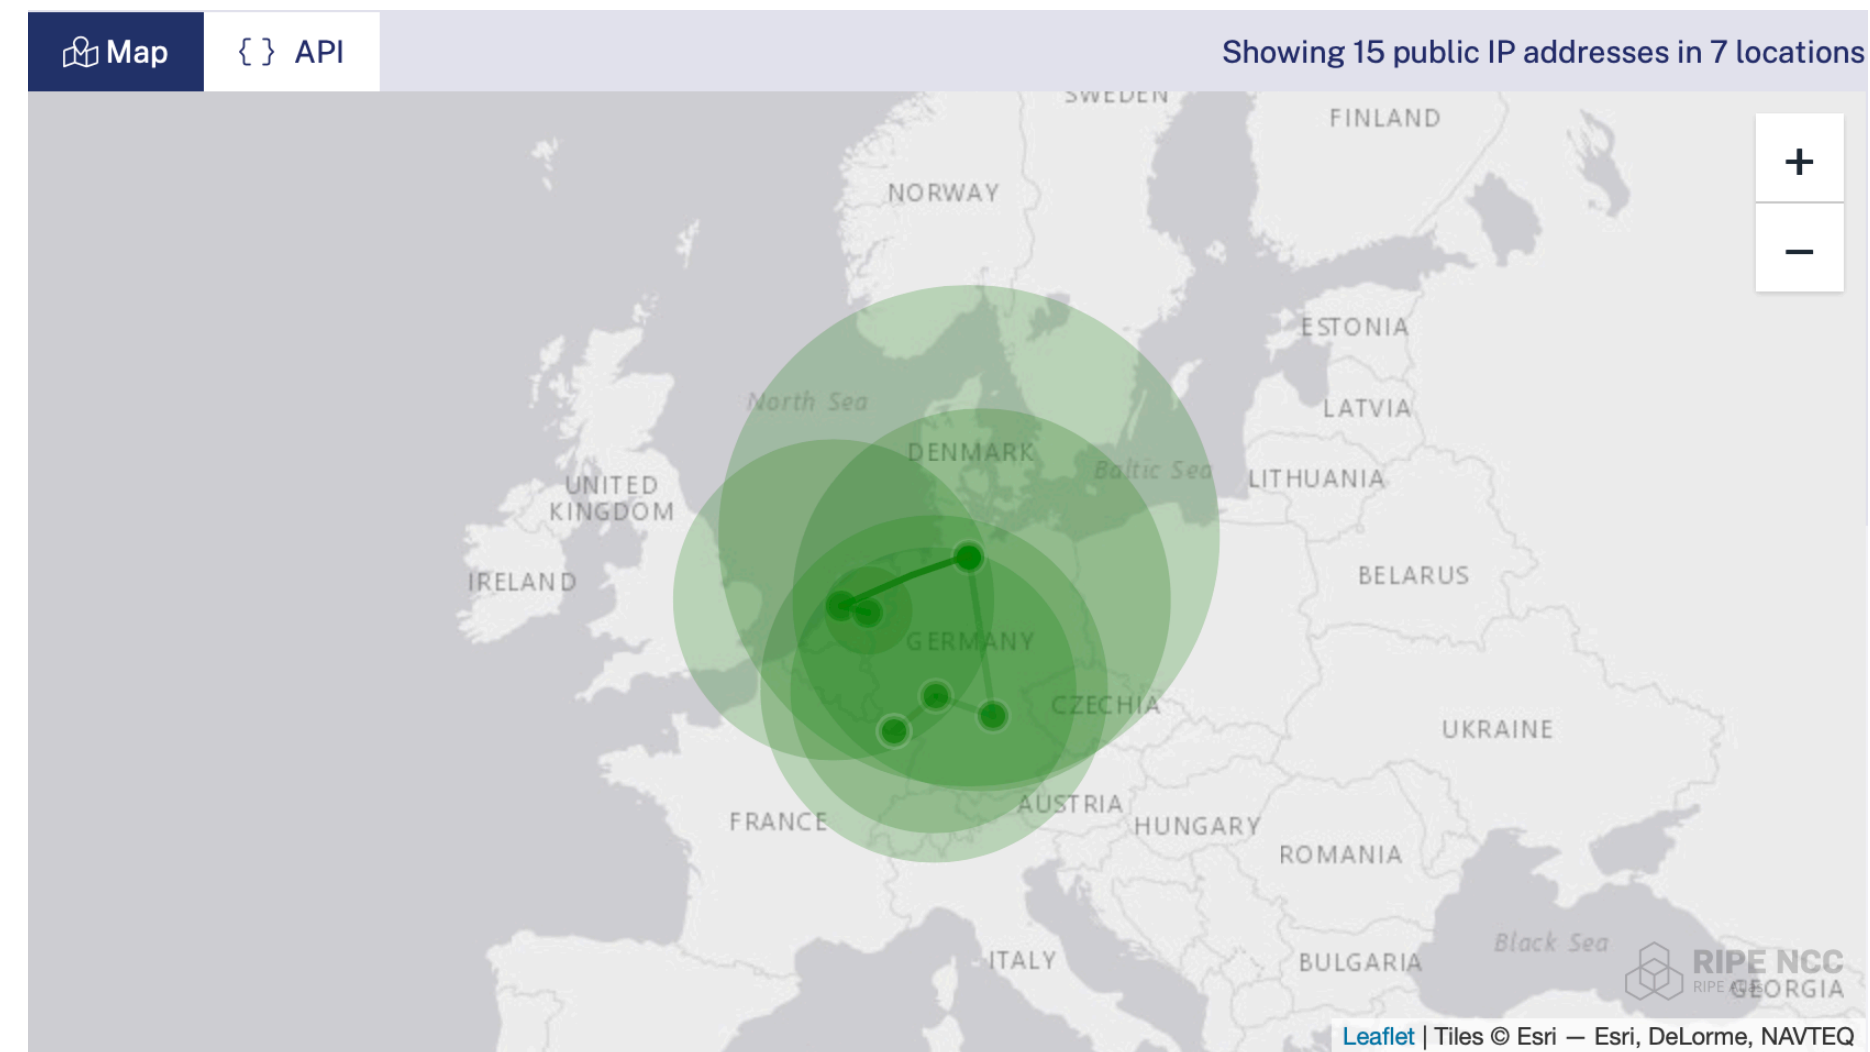 Map
{ } API
Showing 15 public IP addresses in 7 locations
SWEDEN
FINLAND
+
NORWAY
−
ESTONIA
North Sea
LATVIA
DENMARK
Baltic Sea
LITHUANIA
UNITED
KINGDOM
IRELAND
BELARUS
GERMANY
CZECHIA
UKRAINE
AUSTRIA
FRANCE
HUNGARY
ROMANIA
Black Sea
ITALY
BULGARIA
RIPE NCC
RIPE Atlas
GEORGIA
Leaflet | Tiles © Esri — Esri, DeLorme, NAVTEQ